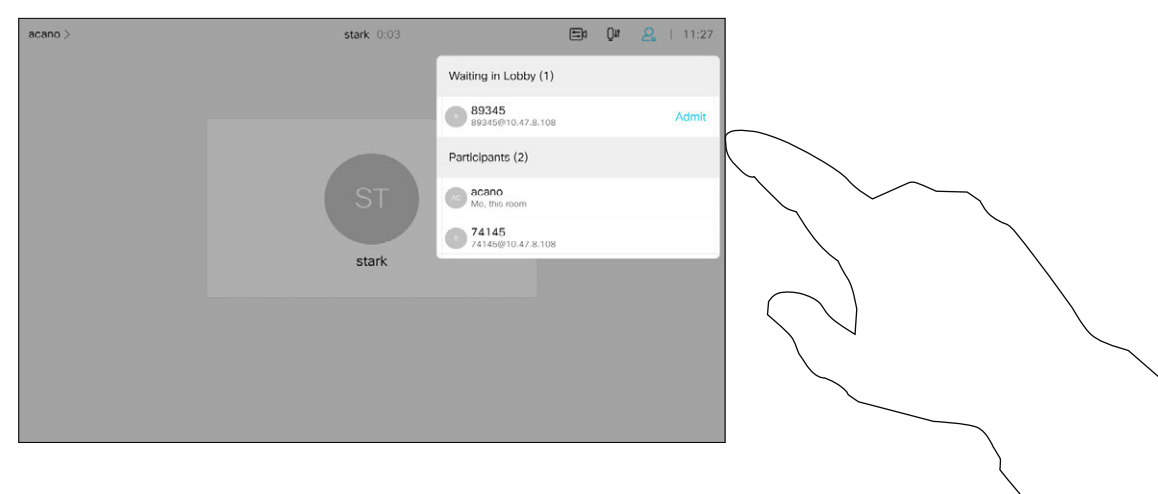 acano >
stark 0:03
11:27
Waiting in Lobby (1)
89345
89345@10.47.8.108
Admit
Participants (2)
AC
acano
Me, this room
74145
74145@10.47.8.108
ST
stark